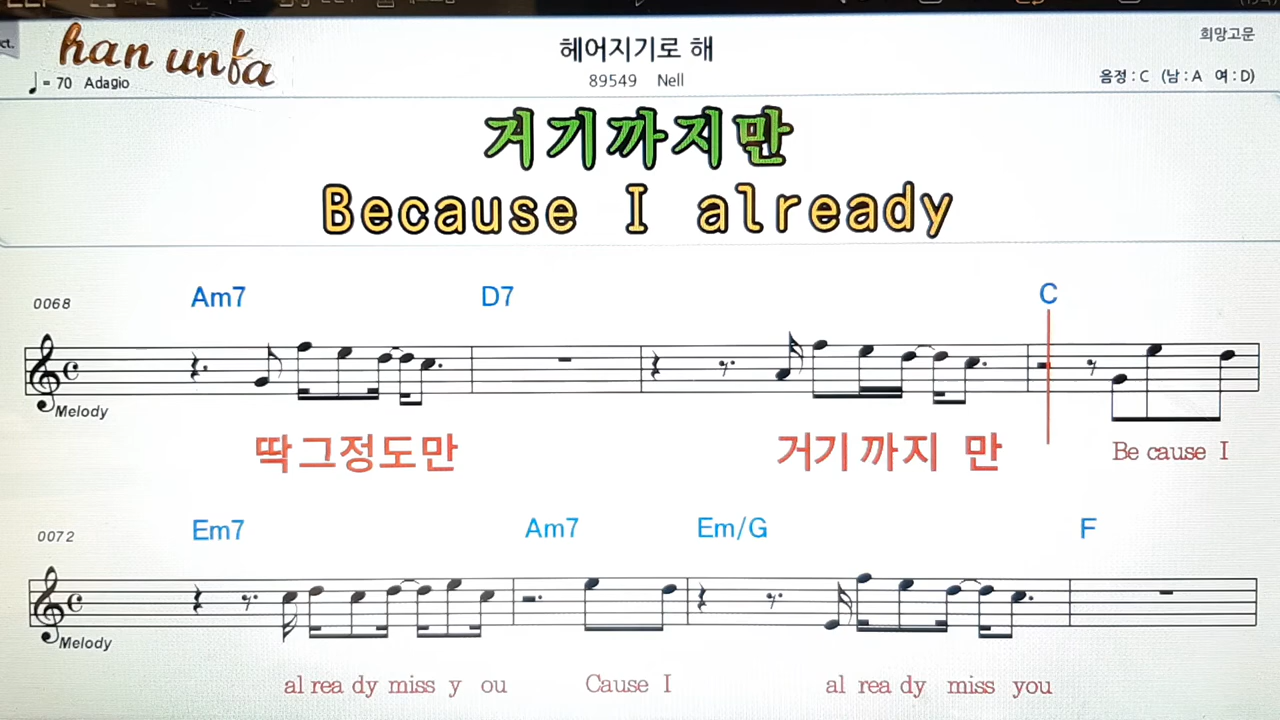 ct.
han unfa
헤어지기로 해
희망고문
♩= 70 Adagio
89549 Nell
음정 : C (남 : A 여 : D)
거기까지만
Because I already
0068
Am7 D7 C
Melody
딱그정도만 거기까지 만 Be cause I
0072
Em7 Am7 Em/G F
Melody
al rea dy miss y ou Cause I al rea dy miss you